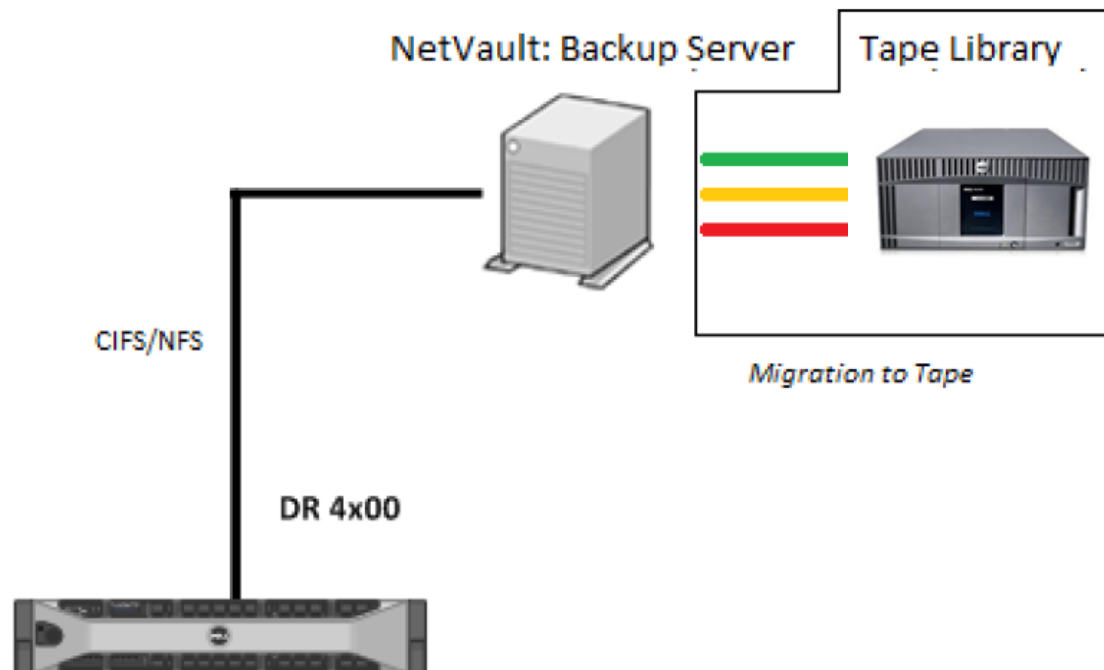 NetVault: Backup Server
Tape Library
CIFS/NFS
Migration to Tape
DR 4x00